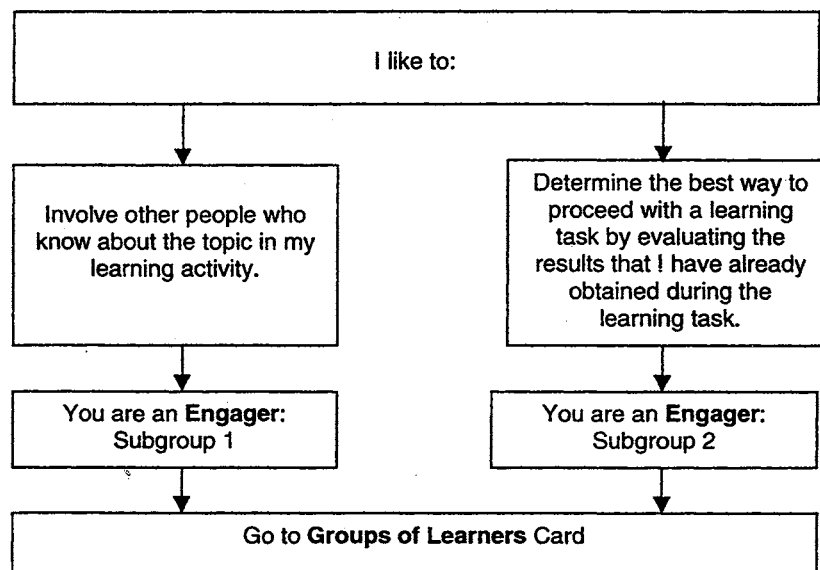 I like to:
Involve other people who
know about the topic in my
learning activity.
Determine the best way to
proceed with a learning
task by evaluating the
results that I have already
obtained during the
learning task.
You are an Engager:
Subgroup 1
You are an Engager:
Subgroup 2
Go to Groups of Learners Card